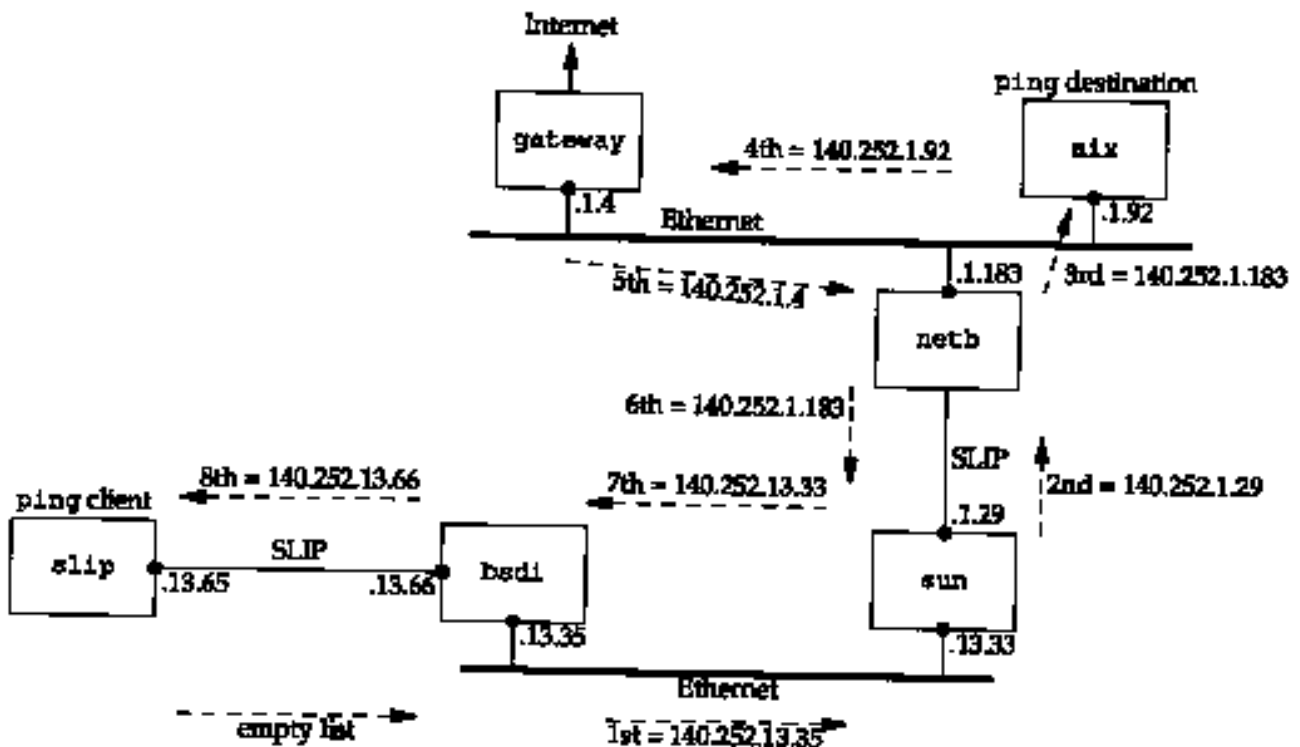 Internet
ping destination
gateway
aix
4th = 140.252.1.92
.1.4
.1.92
Ethernet
.1.183
3rd = 140.252.1.183
5th = 140.252.1.4
netb
6th = 140.252.1.183
SLIP
8th = 140.252.13.66
7th = 140.252.13.33
2nd = 140.252.1.29
ping client
.1.29
SLIP
slip
bsdi
sun
.13.65
.13.66
.13.35
.13.33
Ethernet
empty list
1st = 140.252.13.35